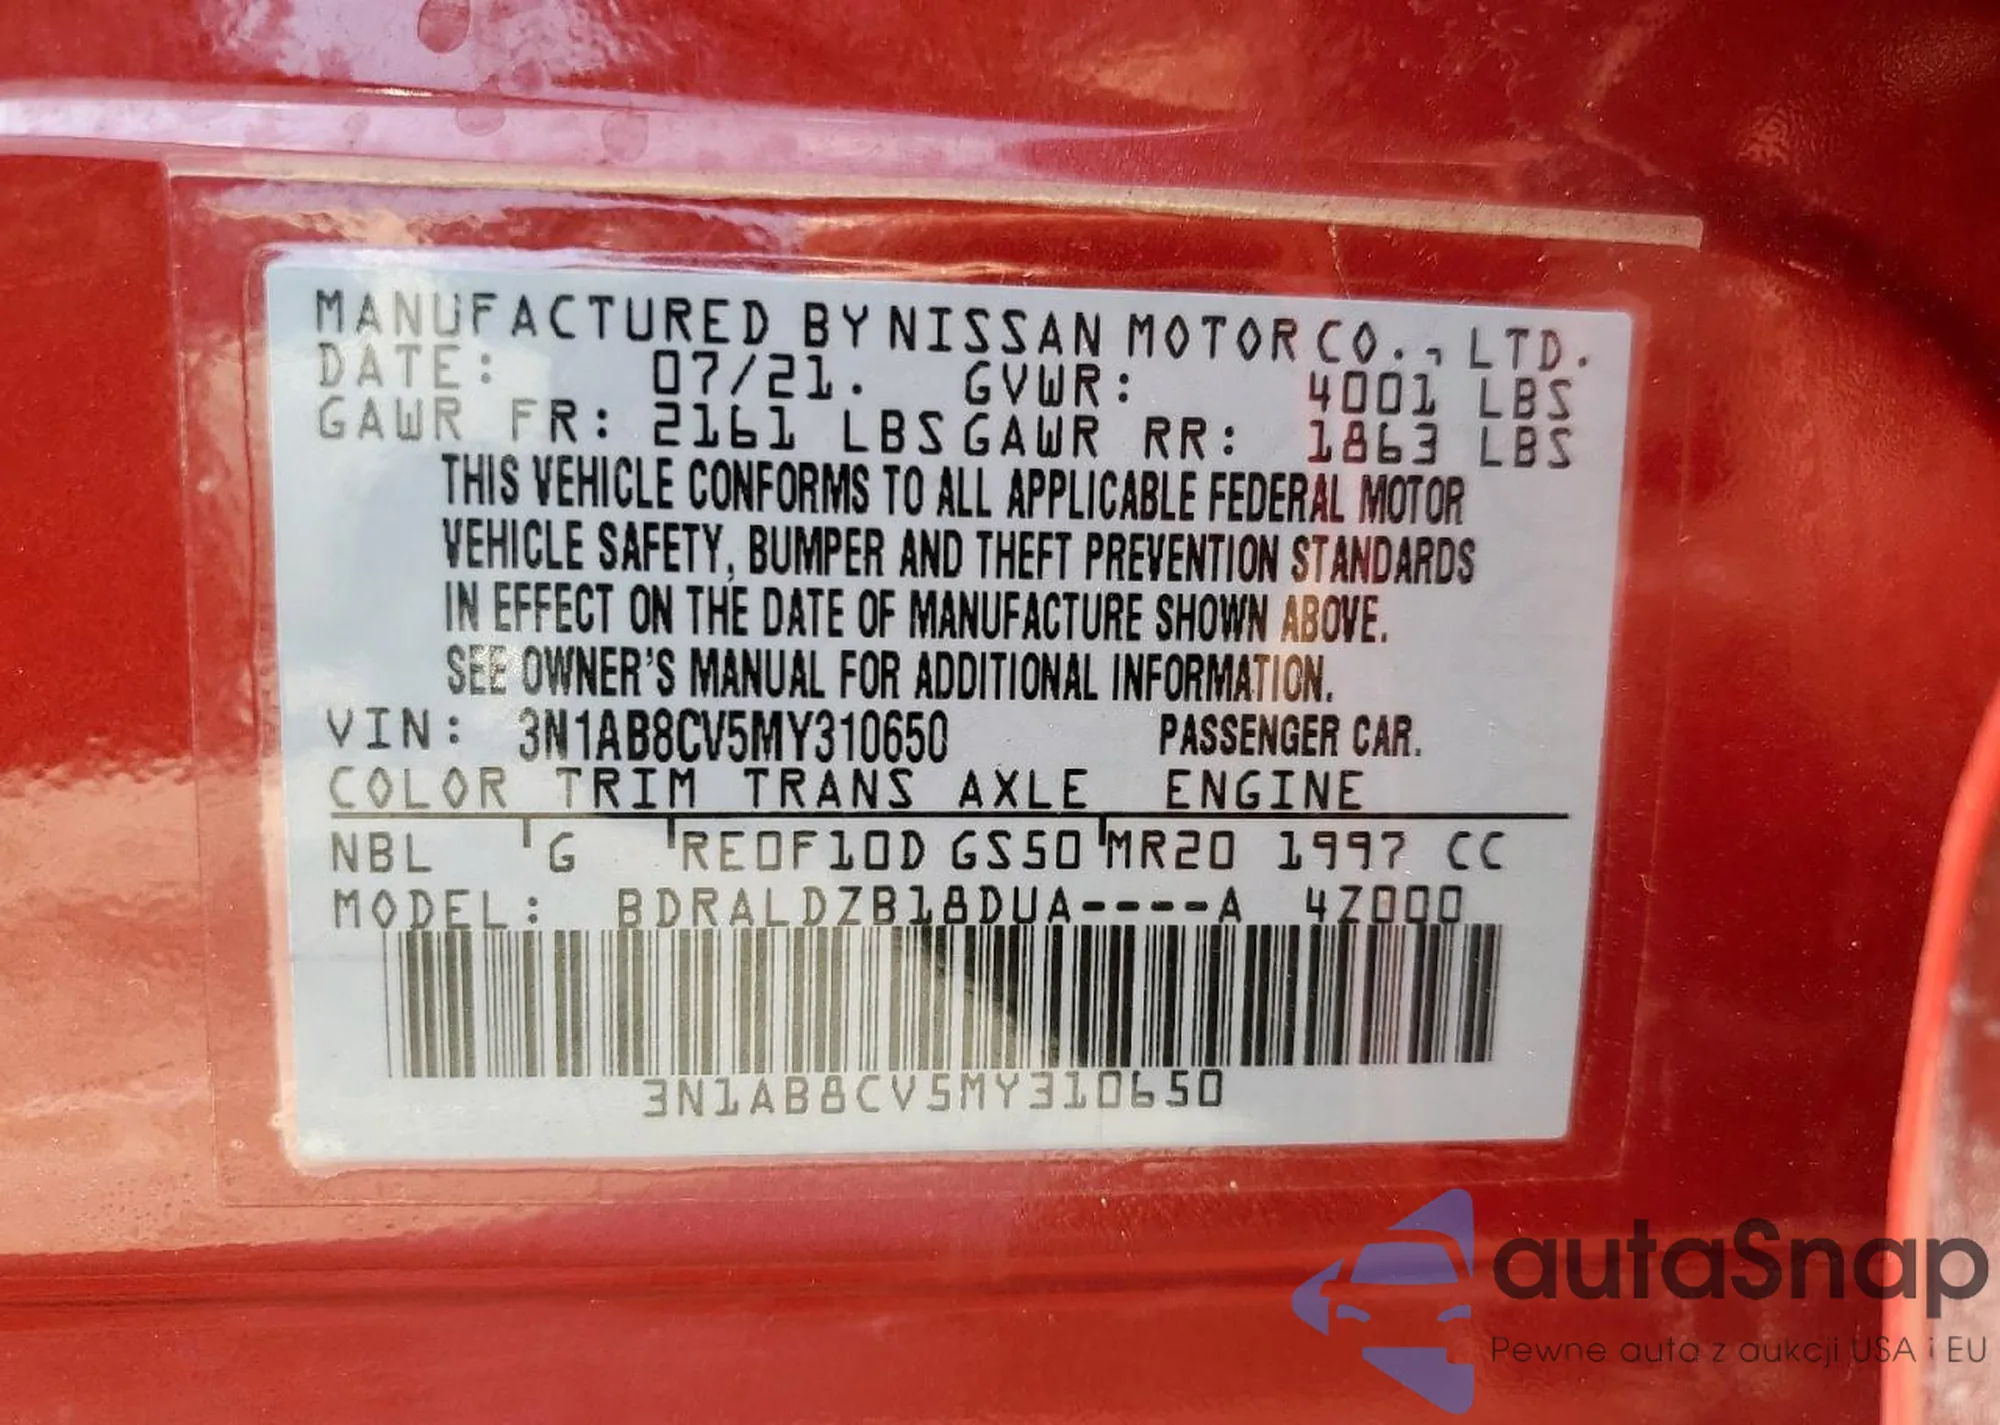 MANUFACTURED BY NISSAN MOTOR CO., LTD.
DATE: 07/21. GVWR: 4001 LBS
GAWR FR: 2161 LBS GAWR RR: 1863 LBS
THIS VEHICLE CONFORMS TO ALL APPLICABLE FEDERAL MOTOR
VEHICLE SAFETY, BUMPER AND THEFT PREVENTION STANDARDS
IN EFFECT ON THE DATE OF MANUFACTURE SHOWN ABOVE.
SEE OWNER'S MANUAL FOR ADDITIONAL INFORMATION.
VIN: 3N1AB8CV5MY310650 PASSENGER CAR.
COLOR TRIM TRANS AXLE ENGINE
NBL G RE0F10D GS50 MR20 1997 CC
MODEL: BDRALDZB18DUA----A 4Z000
3N1AB8CV5MY310650
autaSnap
Pewne auta z aukcji USA i EU